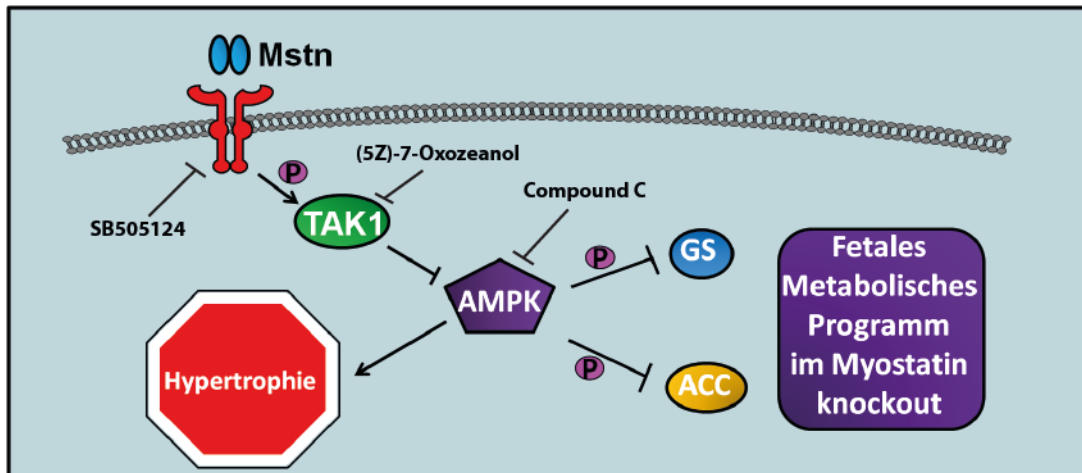 Mstn
(5Z)-7-Oxozeanol
P
Compound C
SB505124
TAK1
P
GS
AMPK
Hypertrophie
P
ACC
Fetales
Metabolisches
Programm
im Myostatin
knockout